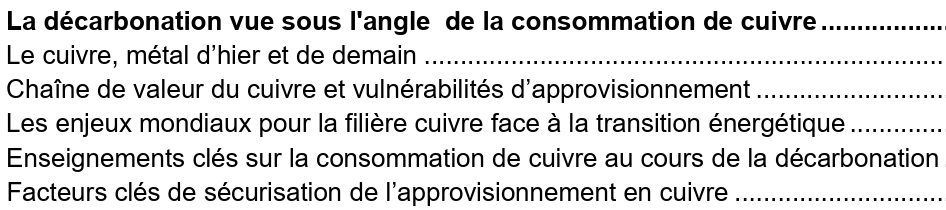 La décarbonation vue sous l'angle  de la consommation de cuivre.................
Le cuivre, métal d’hier et de demain ........................................................................
Chaîne de valeur du cuivre et vulnérabilités d’approvisionnement ..........................
Les enjeux mondiaux pour la filière cuivre face à la transition énergétique.............
Enseignements clés sur la consommation de cuivre au cours de la décarbonation .
Facteurs clés de sécurisation de l’approvisionnement en cuivre .............................